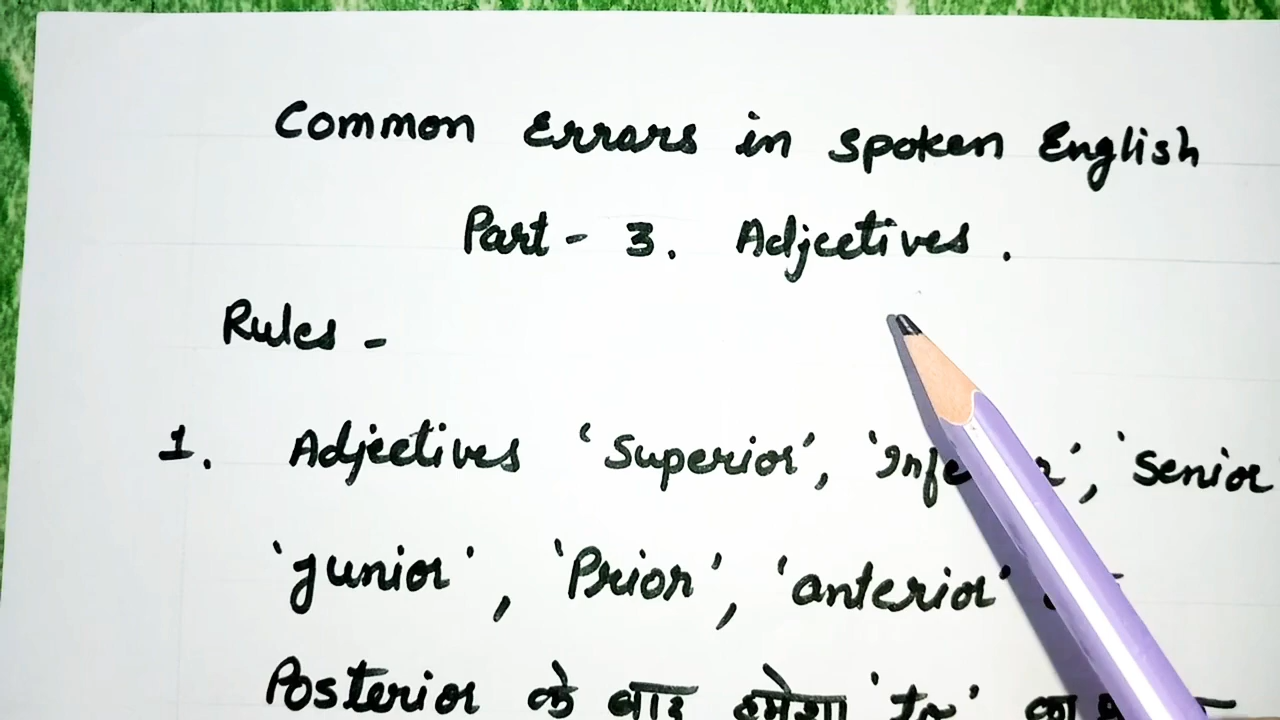 Common Errors in spoken English
Part - 3. Adjectives.
Rules -
1. Adjectives 'Superior', 'Senior'
'junior', 'Prior', 'anterior'
Posterior के बाद हमेशा 'to' का